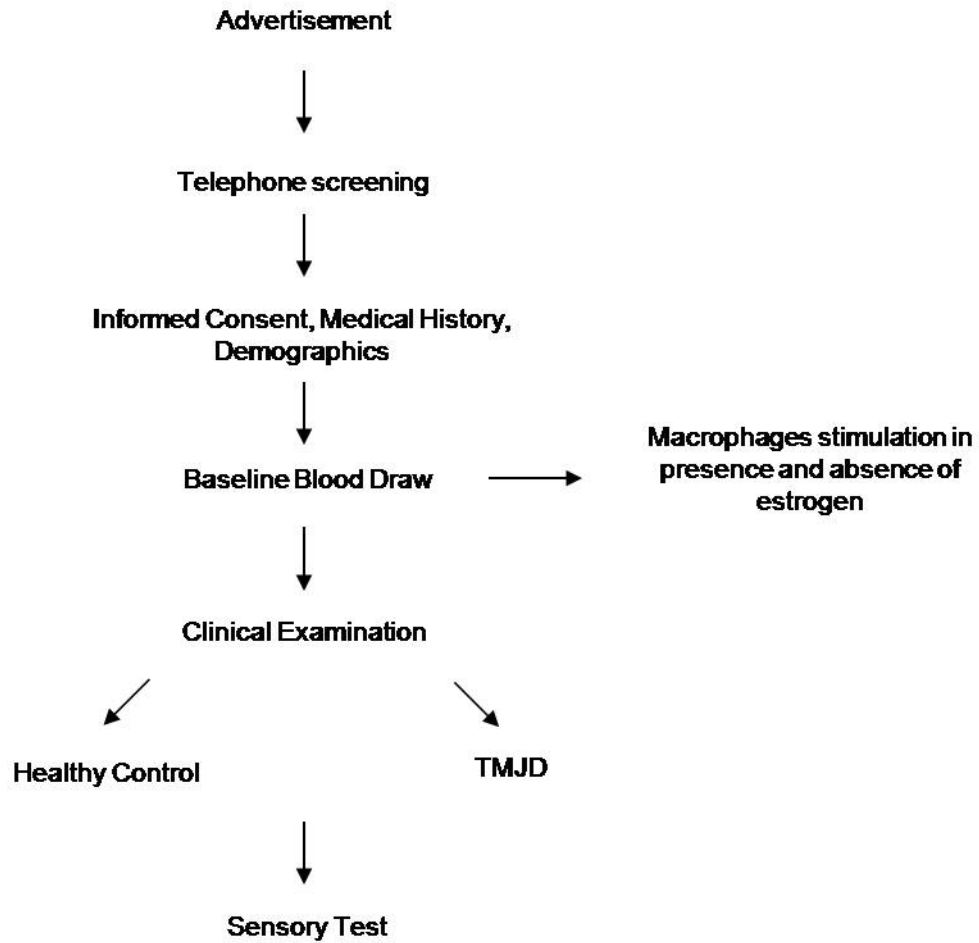 Advertisement
Telephone screening
Informed Consent, Medical History,
Demographics
Baseline Blood Draw
Macrophages stimulation in
presence and absence of
estrogen
Clinical Examination
Healthy Control
TMJD
Sensory Test